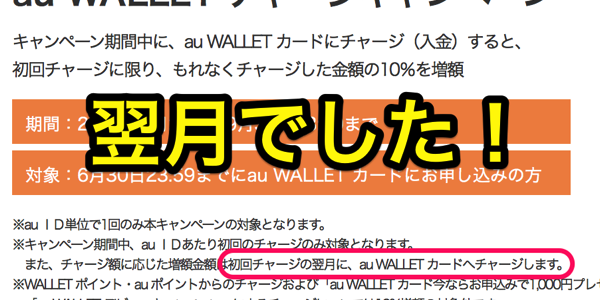 au WALLET チャージキャンペーン
キャンペーン期間中に、au WALLET カードにチャージ（入金）すると、
初回チャージに限り、もれなくチャージした金額の10%を増額
期間：2
まで
翌月でした！
対象：6月30日23:59までにau WALLET カードにお申し込みの方
※au ＩＤ単位で1回のみ本キャンペーンの対象となります。
※キャンペーン期間中、au ＩＤあたり初回のチャージのみ対象となります。
また、チャージ額に応じた増額金額は初回チャージの翌月に、au WALLET カードへチャージします。
※WALLET ポイント・au ポイントからのチャージおよび「au WALLET カード今ならお申込みで1,000円プレ